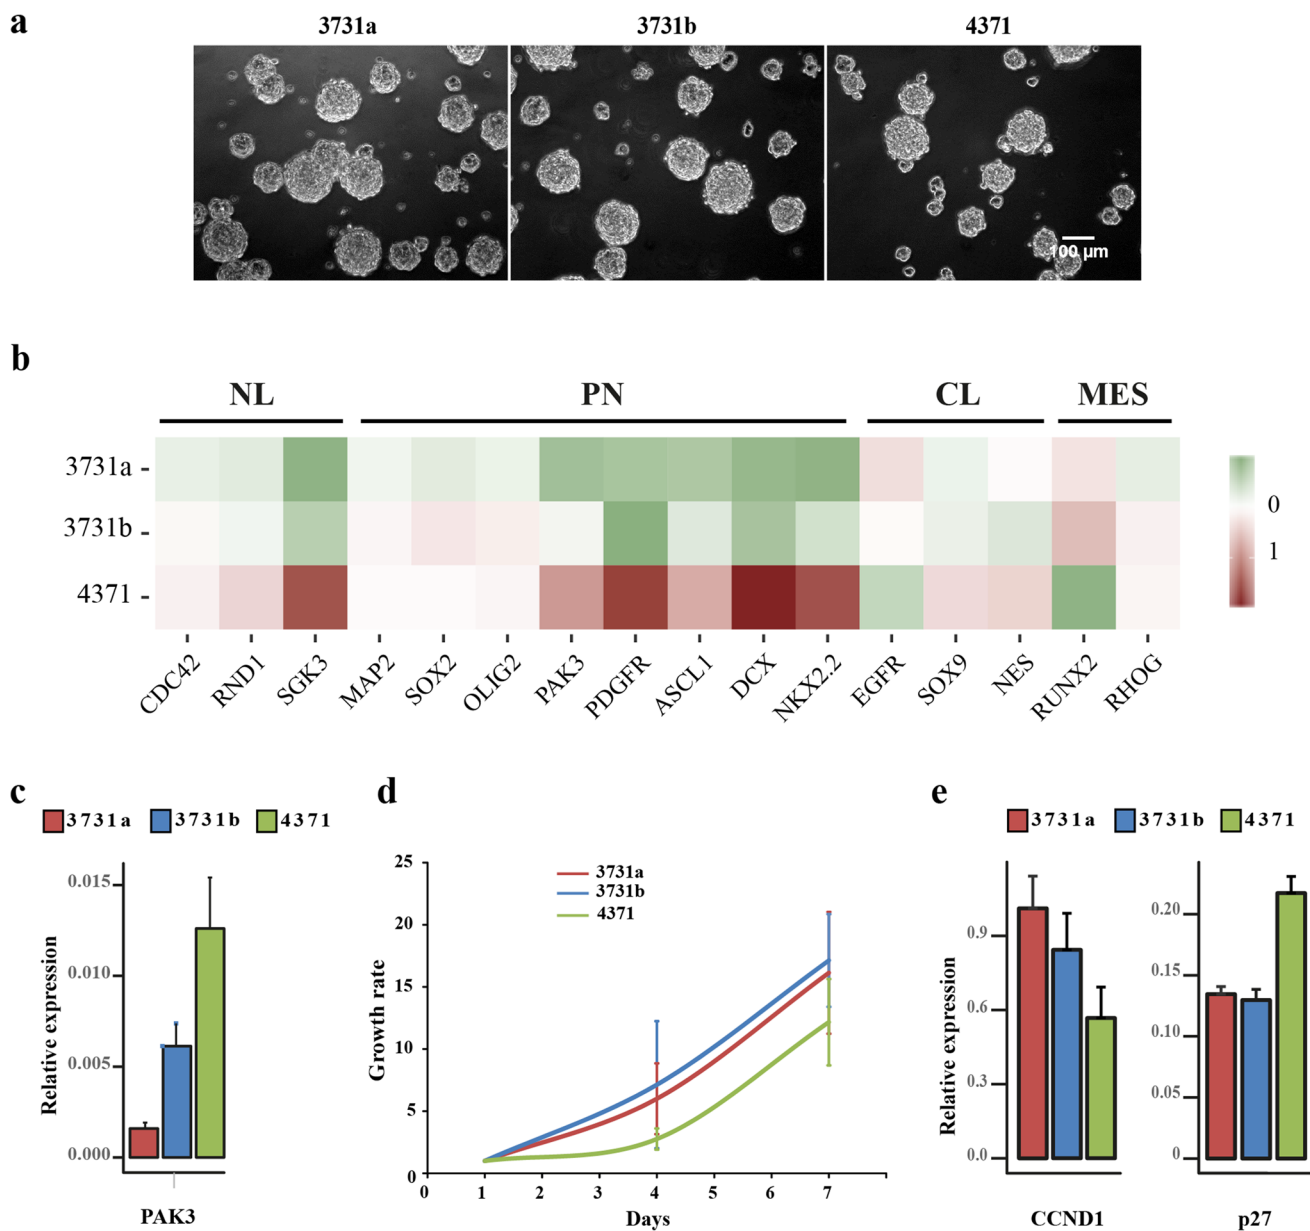 a
3731a 3731b 4371
100 µm
b
NL PN CL MES
3731a
3731b
4371
0
1
CDC42 RND1 SGK3 MAP2 SOX2 OLIG2 PAK3 PDGFR ASCL1 DCX NKX2.2 EGFR SOX9 NES RUNX2 RHOG
c
3731a 3731b 4371
Relative expression
0.015
0.010
0.005
0.000
PAK3
d
3731a
3731b
4371
Growth rate
25
20
15
10
5
0
0 1 2 3 4 5 6 7 8
Days
e
3731a 3731b 4371
Relative expression
0.9
0.6
0.3
0.0
CCND1
0.20
0.15
0.10
0.05
0
p27